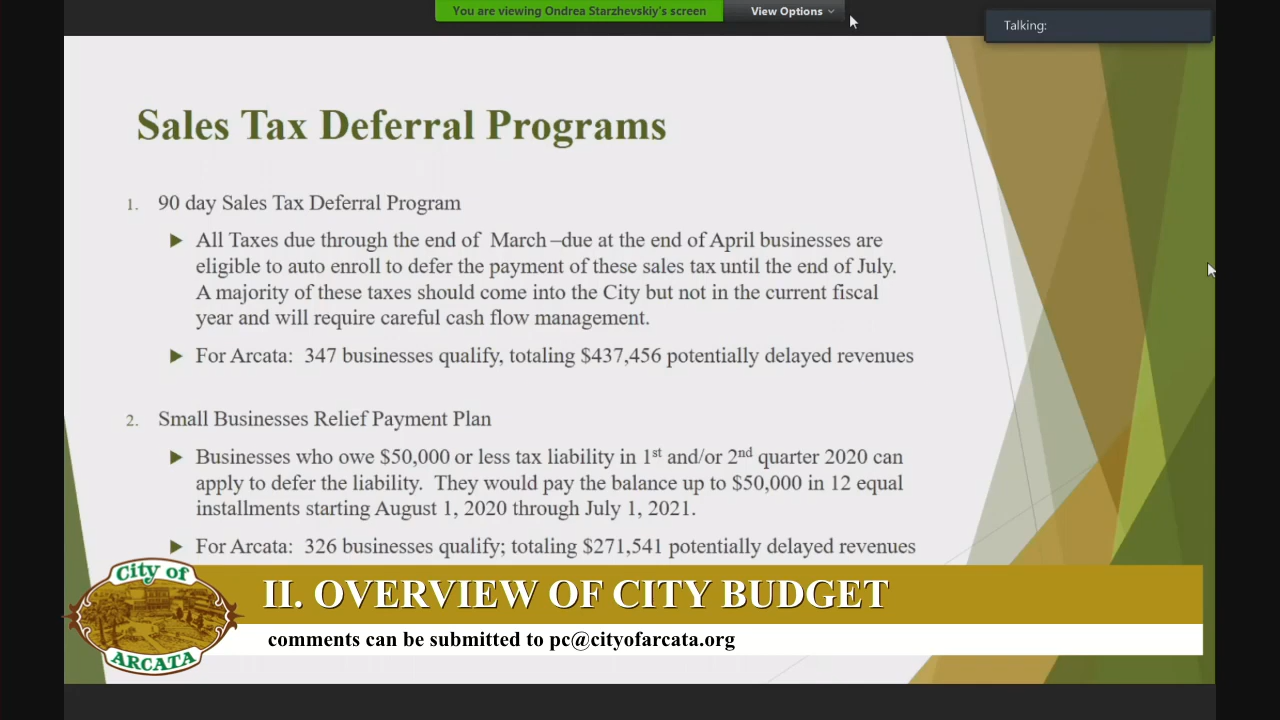 You are viewing Ondrea Starzhevskiy's screen
View Options
Talking:
Sales Tax Deferral Programs
1. 90 day Sales Tax Deferral Program
All Taxes due through the end of March –due at the end of April businesses are
eligible to auto enroll to defer the payment of these sales tax until the end of July.
A majority of these taxes should come into the City but not in the current fiscal
year and will require careful cash flow management.
For Arcata: 347 businesses qualify, totaling $437,456 potentially delayed revenues
2. Small Businesses Relief Payment Plan
Businesses who owe $50,000 or less tax liability in 1st and/or 2nd quarter 2020 can
apply to defer the liability. They would pay the balance up to $50,000 in 12 equal
installments starting August 1, 2020 through July 1, 2021.
For Arcata: 326 businesses qualify; totaling $271,541 potentially delayed revenues
City of
ARCATA
II. OVERVIEW OF CITY BUDGET
comments can be submitted to pc@cityofarcata.org